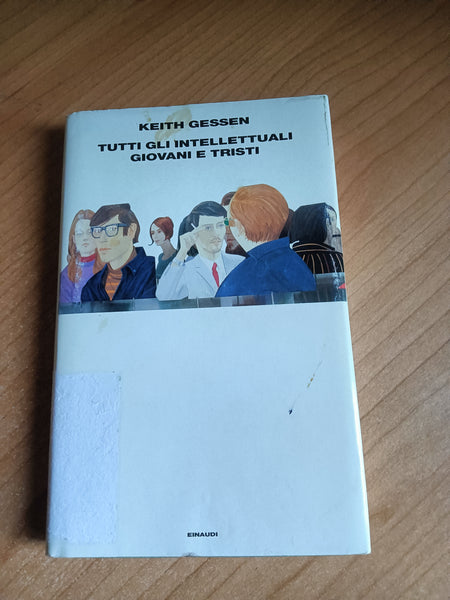 KEITH GESSEN
TUTTI GLI INTELLETTUALI
GIOVANI E TRISTI
EINAUDI